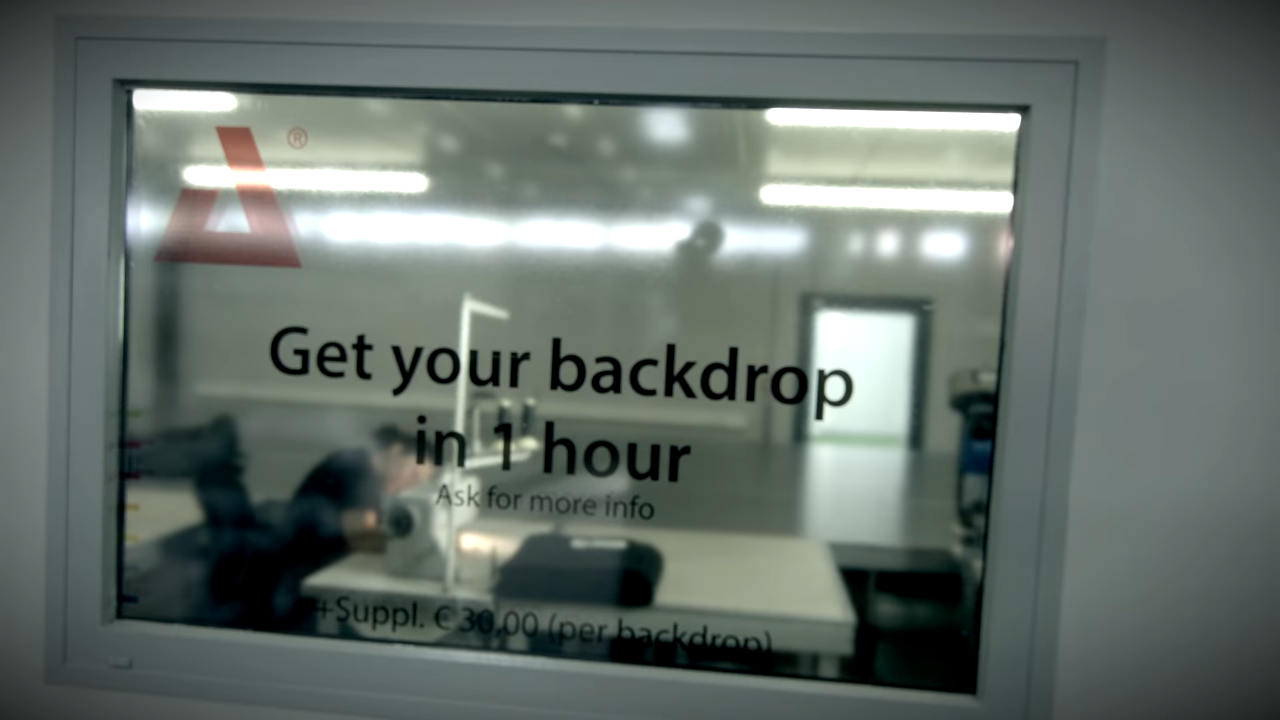 ®
Get your backdrop
in 1 hour
Ask for more info
+Suppl. € 30,00 (per backdrop)